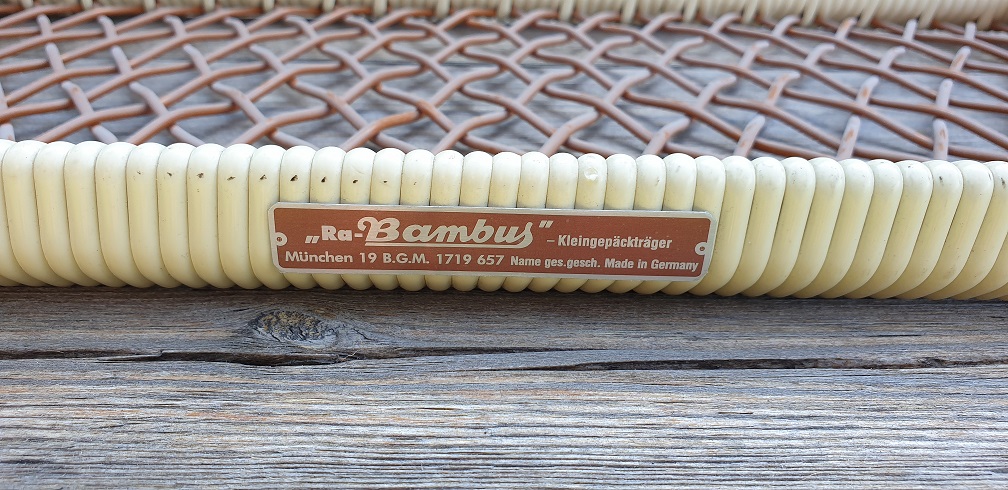 „Ra-Bambus" – Kleingepäckträger
München 19 B.G.M. 1719 657 Name ges.gesch. Made in Germany